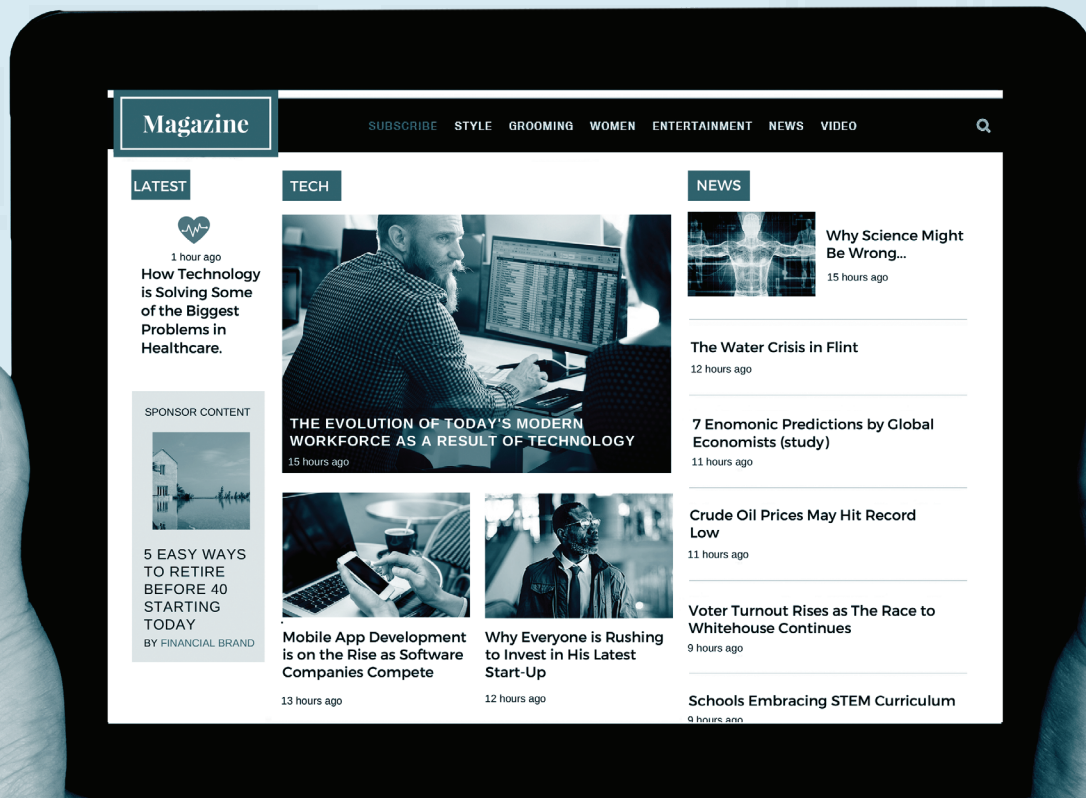 Magazine
SUBSCRIBE STYLE GROOMING WOMEN ENTERTAINMENT NEWS VIDEO
LATEST
1 hour ago
How Technology
is Solving Some
of the Biggest
Problems in
Healthcare.
SPONSOR CONTENT
5 EASY WAYS
TO RETIRE
BEFORE 40
STARTING
TODAY
BY FINANCIAL BRAND
TECH
THE EVOLUTION OF TODAY'S MODERN
WORKFORCE AS A RESULT OF TECHNOLOGY
15 hours ago
Mobile App Development
is on the Rise as Software
Companies Compete
13 hours ago
Why Everyone is Rushing
to Invest in His Latest
Start-Up
12 hours ago
NEWS
Why Science Might
Be Wrong...
15 hours ago
The Water Crisis in Flint
12 hours ago
7 Enomonic Predictions by Global
Economists (study)
11 hours ago
Crude Oil Prices May Hit Record
Low
11 hours ago
Voter Turnout Rises as The Race to
Whitehouse Continues
9 hours ago
Schools Embracing STEM Curriculum
9 hours ago